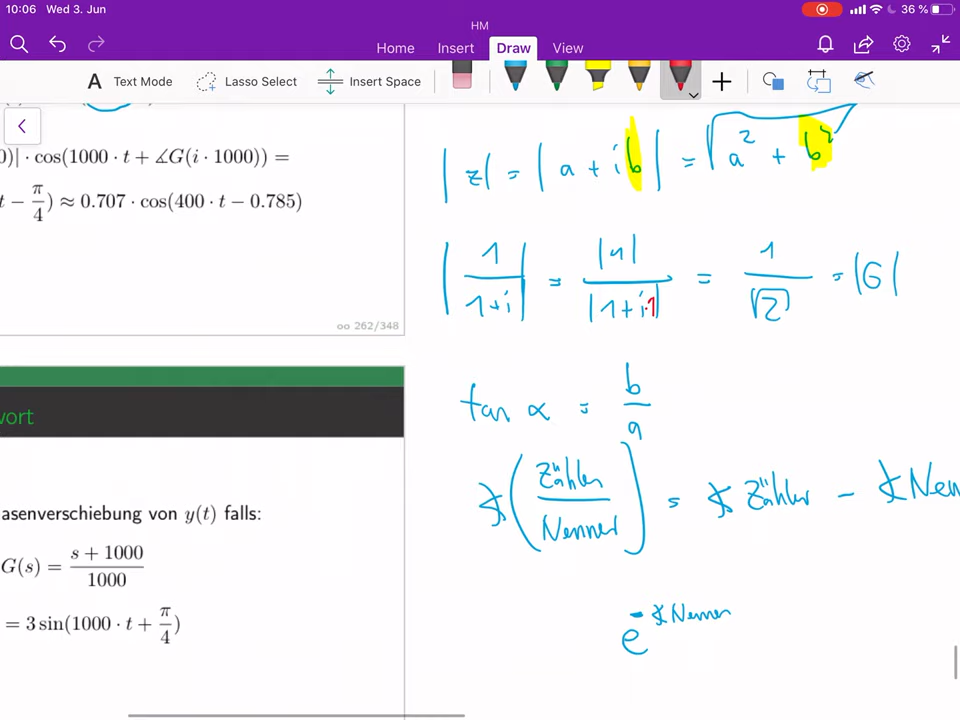 10:06 Wed 3. Jun
36 %
HM
Home Insert Draw View
Text Mode Lasso Select Insert Space
|z| = |a + ib| = √(a² + b²)
0)| · cos(1000 · t + ∡G(i · 1000)) =
t − π/4) ≈ 0.707 · cos(400 · t − 0.785)
|1/(1+i)| = |1|/|1+i·1| = 1/√2 = |G|
262/348
tan α = b/a
wort
∡(Zähler/Nenner) = ∡ Zähler − ∡ Nen
asenverschiebung von y(t) falls:
G(s) = (s + 1000)/1000
= 3 sin(1000 · t + π/4)
e^(−∡ Nenner)